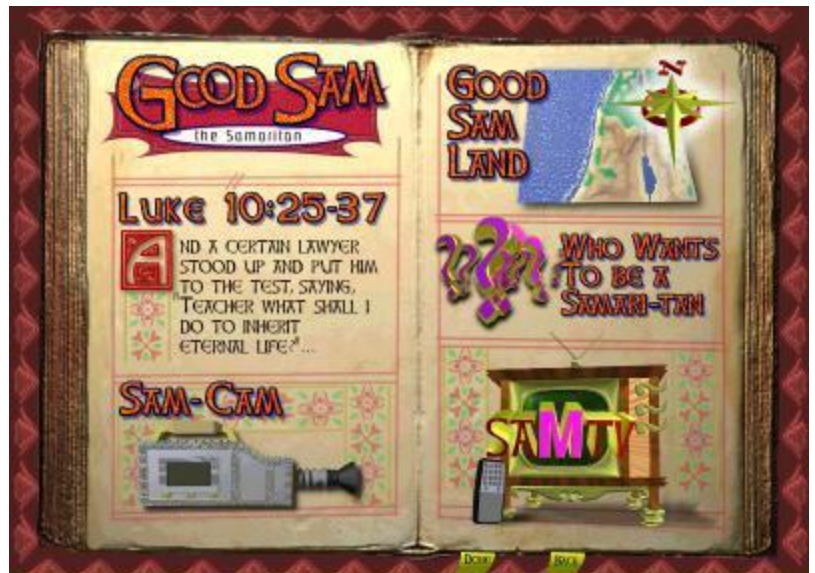 GOOD SAM
the Samaritan
LUKE 10:25-37
AND A CERTAIN LAWYER
STOOD UP AND PUT HIM
TO THE TEST, SAYING,
"TEACHER WHAT SHALL I
DO TO INHERIT
ETERNAL LIFE?"...
SAM-CAM
GOOD
SAM
LAND
N
WHO WANTS
TO BE A
SAMARI-TAN
SAMTV
BACK